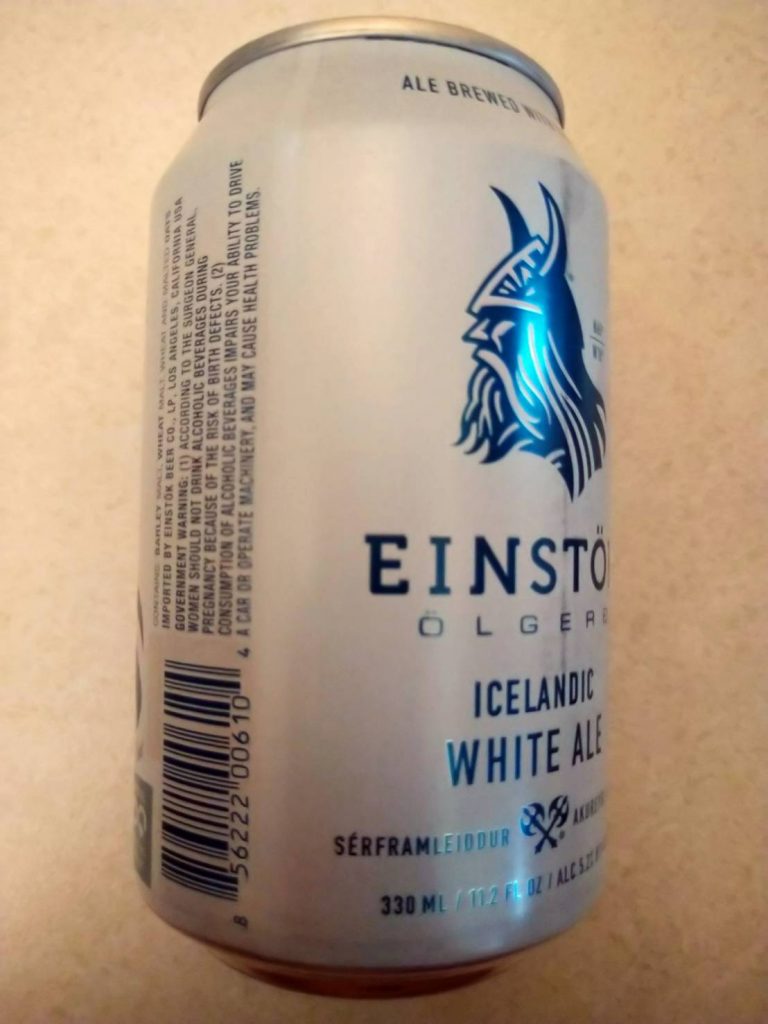 ALE BREWED WITH
EINSTÖ
ÖLGER
ICELANDIC
WHITE ALE
SÉRFRAMLEIDDUR
330 ML / 11.2 FL OZ / ALC 5.2
CONTAINS: BARLEY MALT, WHEAT MALT, WHEAT AND MALTED OATS
IMPORTED BY EINSTÖK BEER CO., LP, LOS ANGELES, CALIFORNIA USA
GOVERNMENT WARNING: (1) ACCORDING TO THE SURGEON GENERAL,
WOMEN SHOULD NOT DRINK ALCOHOLIC BEVERAGES DURING
PREGNANCY BECAUSE OF THE RISK OF BIRTH DEFECTS. (2)
CONSUMPTION OF ALCOHOLIC BEVERAGES IMPAIRS YOUR ABILITY TO DRIVE
A CAR OR OPERATE MACHINERY, AND MAY CAUSE HEALTH PROBLEMS.
8 56222 00610 4